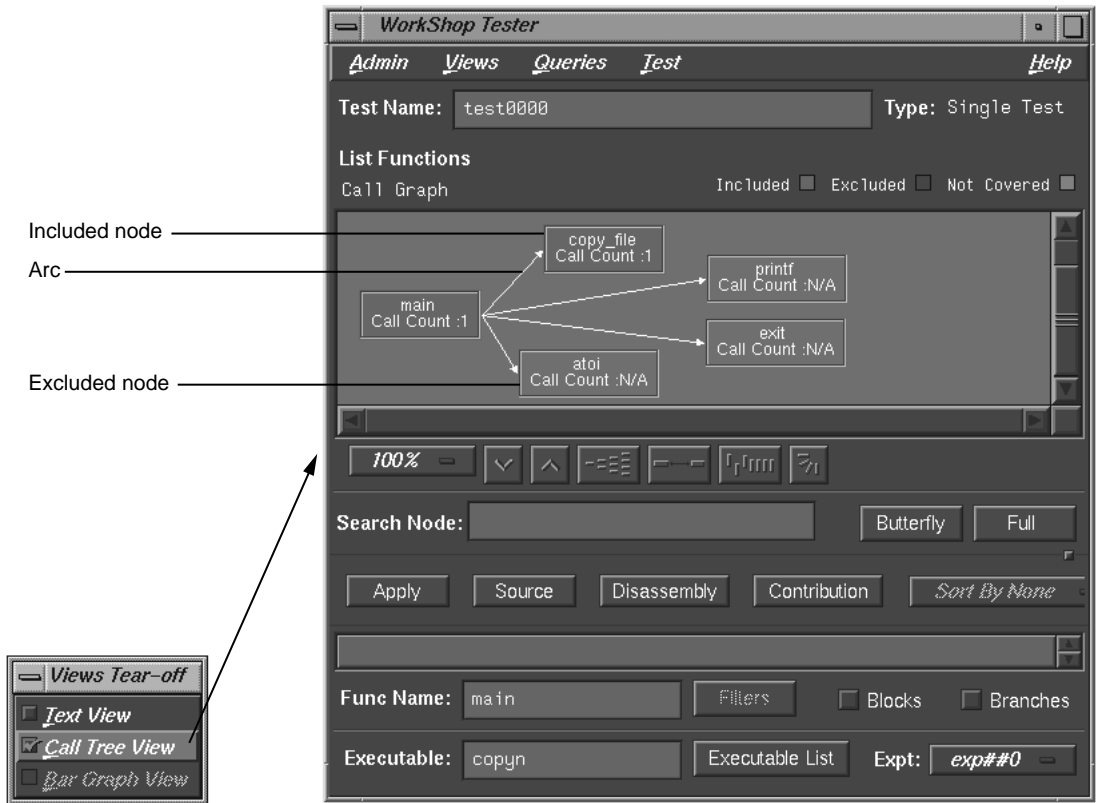 WorkShop Tester
Admin Views Queries Test Help
Test Name: test0000 Type: Single Test
List Functions
Call Graph Included Excluded Not Covered
Included node
copy_file
Call Count :1
Arc
printf
Call Count :N/A
main
Call Count :1
exit
Call Count :N/A
atoi
Call Count :N/A
Excluded node
100%
Search Node: Butterfly Full
Apply Source Disassembly Contribution Sort By None
Views Tear-off
Text View
Call Tree View
Bar Graph View
Func Name: main Filters Blocks Branches
Executable: copyn Executable List Expt: exp##0